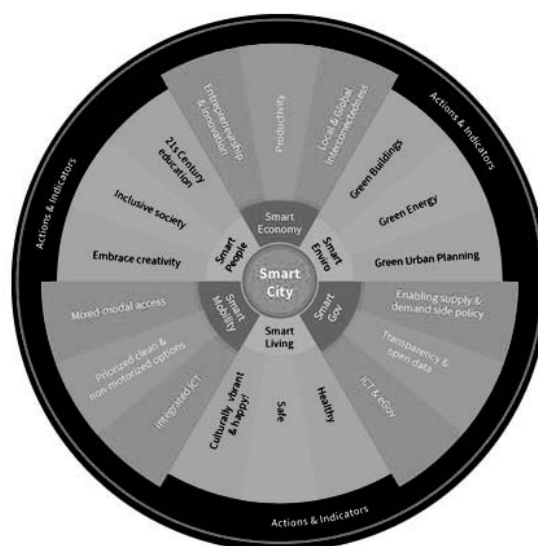 Entrepreneurship
& innovation
Productivity
Local & Global
Interconectedness
Actions & Indicators
Actions & Indicators
21s Century
education
Inclusive society
Embrace creativity
Green Buildings
Green Energy
Green Urban Planning
Smart
Economy
Smart
People
Smart
Enviro
Smart
City
Smart
Mobility
Smart
Gov
Smart
Living
Mixed-modal access
Priorized clean &
non-motorized options
Integrated ICT
Culturally vbrant
& happy!
Safe
Healthy
Enabling supply &
demand side policy
Transparency &
open data
ICT & eGov
Actions & Indicators